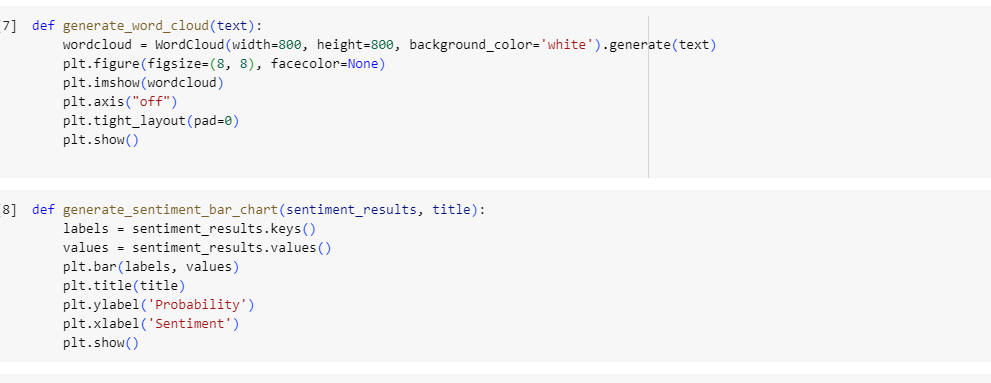 7] def generate_word_cloud(text):
    wordcloud = WordCloud(width=800, height=800, background_color='white').generate(text)
    plt.figure(figsize=(8, 8), facecolor=None)
    plt.imshow(wordcloud)
    plt.axis("off")
    plt.tight_layout(pad=0)
    plt.show()
8] def generate_sentiment_bar_chart(sentiment_results, title):
    labels = sentiment_results.keys()
    values = sentiment_results.values()
    plt.bar(labels, values)
    plt.title(title)
    plt.ylabel('Probability')
    plt.xlabel('Sentiment')
    plt.show()